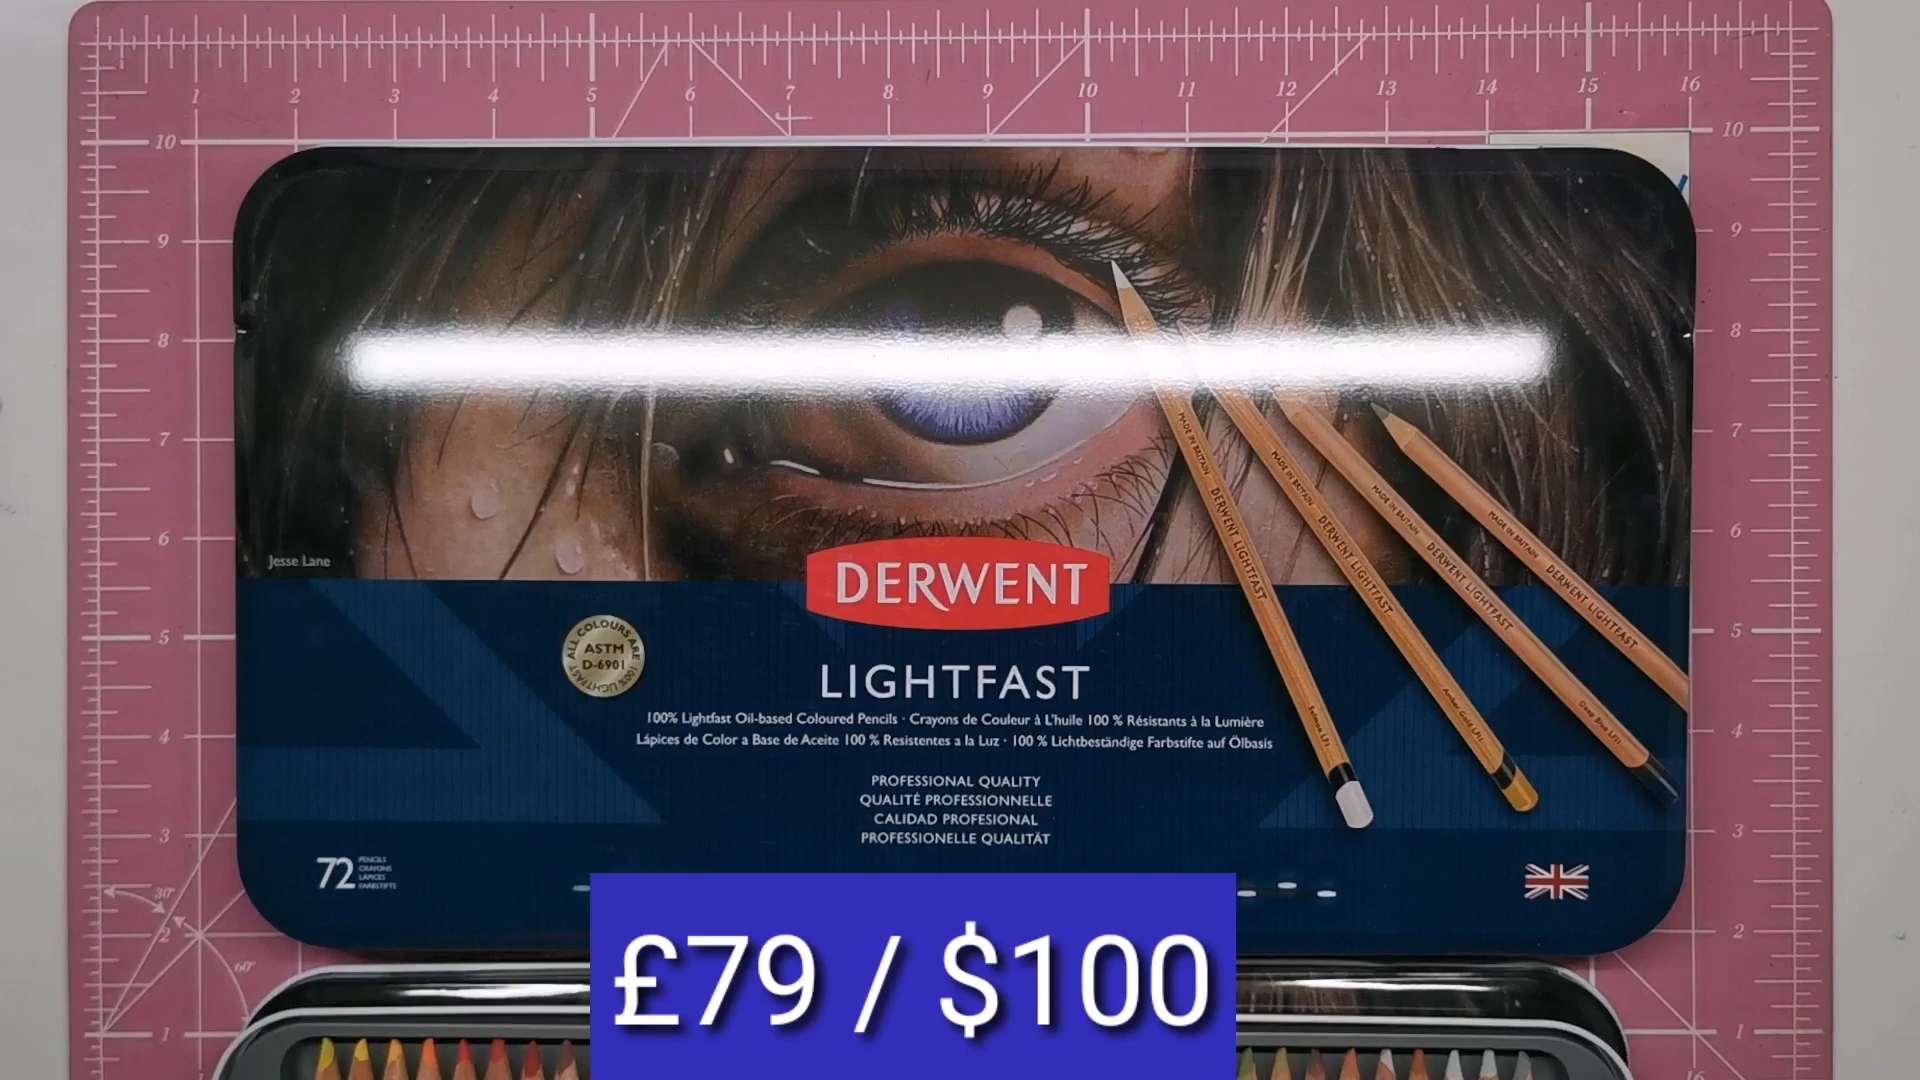 1 2 3 4 5 6 7 8 9 10 11 12 13 14 15 16
10 10
9 9
8 8
7 7
6 6
5 5
4 4
3 3
2 2
1 1
30°
60°
16
Jesse Lane
MADE IN BRITAIN DERWENT LIGHTFAST
MADE IN BRITAIN DERWENT LIGHTFAST
MADE IN BRITAIN DERWENT LIGHTFAST
MADE IN BRITAIN DERWENT LIGHTFAST
DERWENT
ALL COLOURS ARE 100% LIGHTFAST
ASTM
D-6901
LIGHTFAST
100% Lightfast Oil-based Coloured Pencils · Crayons de Couleur à L'huile 100 % Résistants à la Lumière
Lápices de Color a Base de Aceite 100 % Resistentes a la Luz · 100 % Lichtbeständige Farbstifte auf Ölbasis
PROFESSIONAL QUALITY
QUALITÉ PROFESSIONNELLE
CALIDAD PROFESIONAL
PROFESSIONELLE QUALITÄT
72
PENCILS
CRAYONS
LÁPICES
FARBSTIFTE
£79 / $100